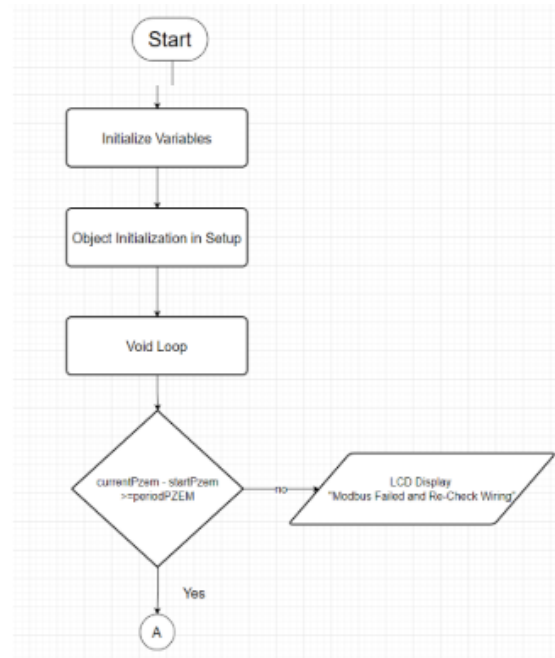 Start
Initialize Variables
Object Initialization in Setup
Void Loop
currentPzem - startPzem
>=periodPZEM
no
LCD Display
"Modbus Failed and Re-Check Wiring"
Yes
A